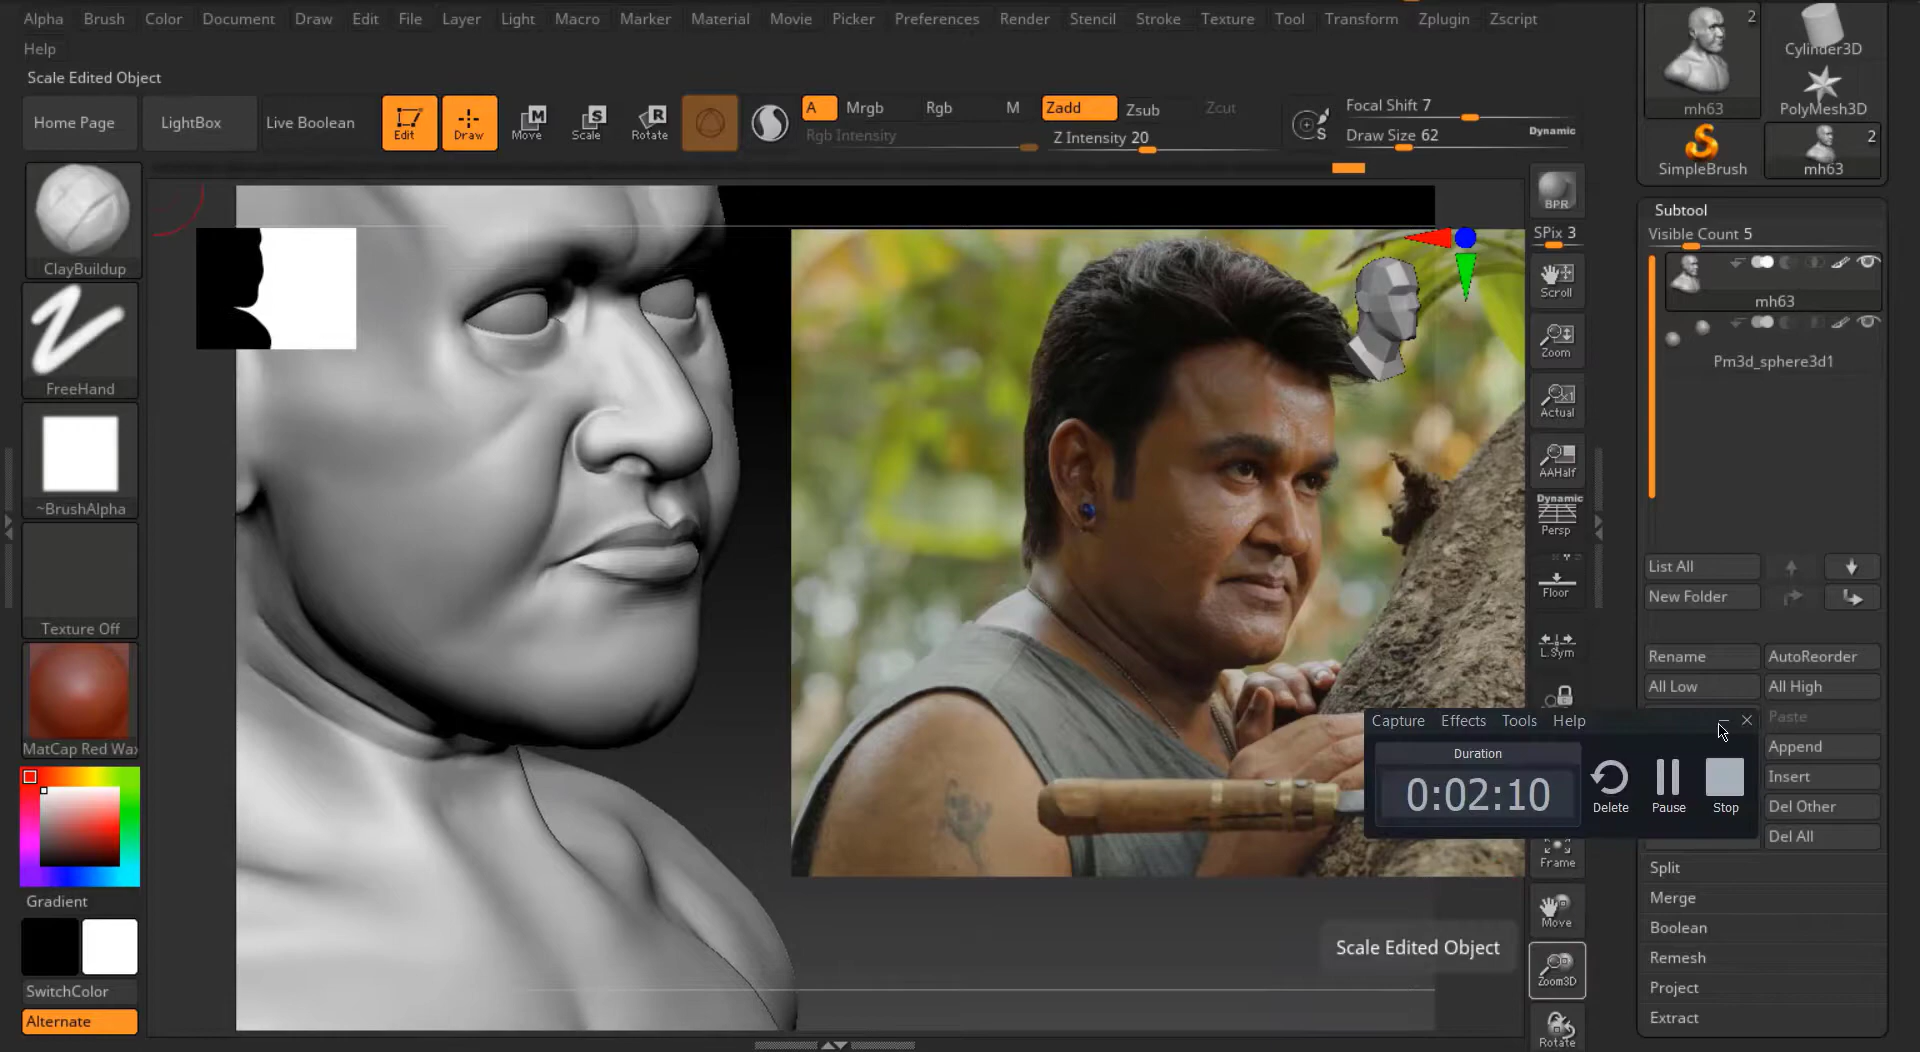 Alpha Brush Color Document Draw Edit File Layer Light Macro Marker Material Movie Picker Preferences Render Stencil Stroke Texture Tool Transform Zplugin Zscript
Help
Scale Edited Object
Home Page
LightBox
Live Boolean
Edit
Draw
Move
Scale
Rotate
A
Mrgb
Rgb
M
Zadd
Zsub
Zcut
Rgb Intensity
Z Intensity 20
Focal Shift 7
Draw Size 62
Dynamic
ClayBuildup
FreeHand
~BrushAlpha
Texture Off
MatCap Red Wax
Gradient
SwitchColor
Alternate
BPR
SPix 3
Scroll
Zoom
Actual
AAHalf
Dynamic
Persp
Floor
L.Sym
Frame
Move
Zoom3D
Rotate
Scale Edited Object
Capture Effects Tools Help
Duration
0:02:10
Delete
Pause
Stop
2
mh63
Cylinder3D
PolyMesh3D
SimpleBrush
2
mh63
Subtool
Visible Count 5
mh63
Pm3d_sphere3d1
List All
New Folder
Rename
AutoReorder
All Low
All High
Paste
Append
Insert
Del Other
Del All
Split
Merge
Boolean
Remesh
Project
Extract